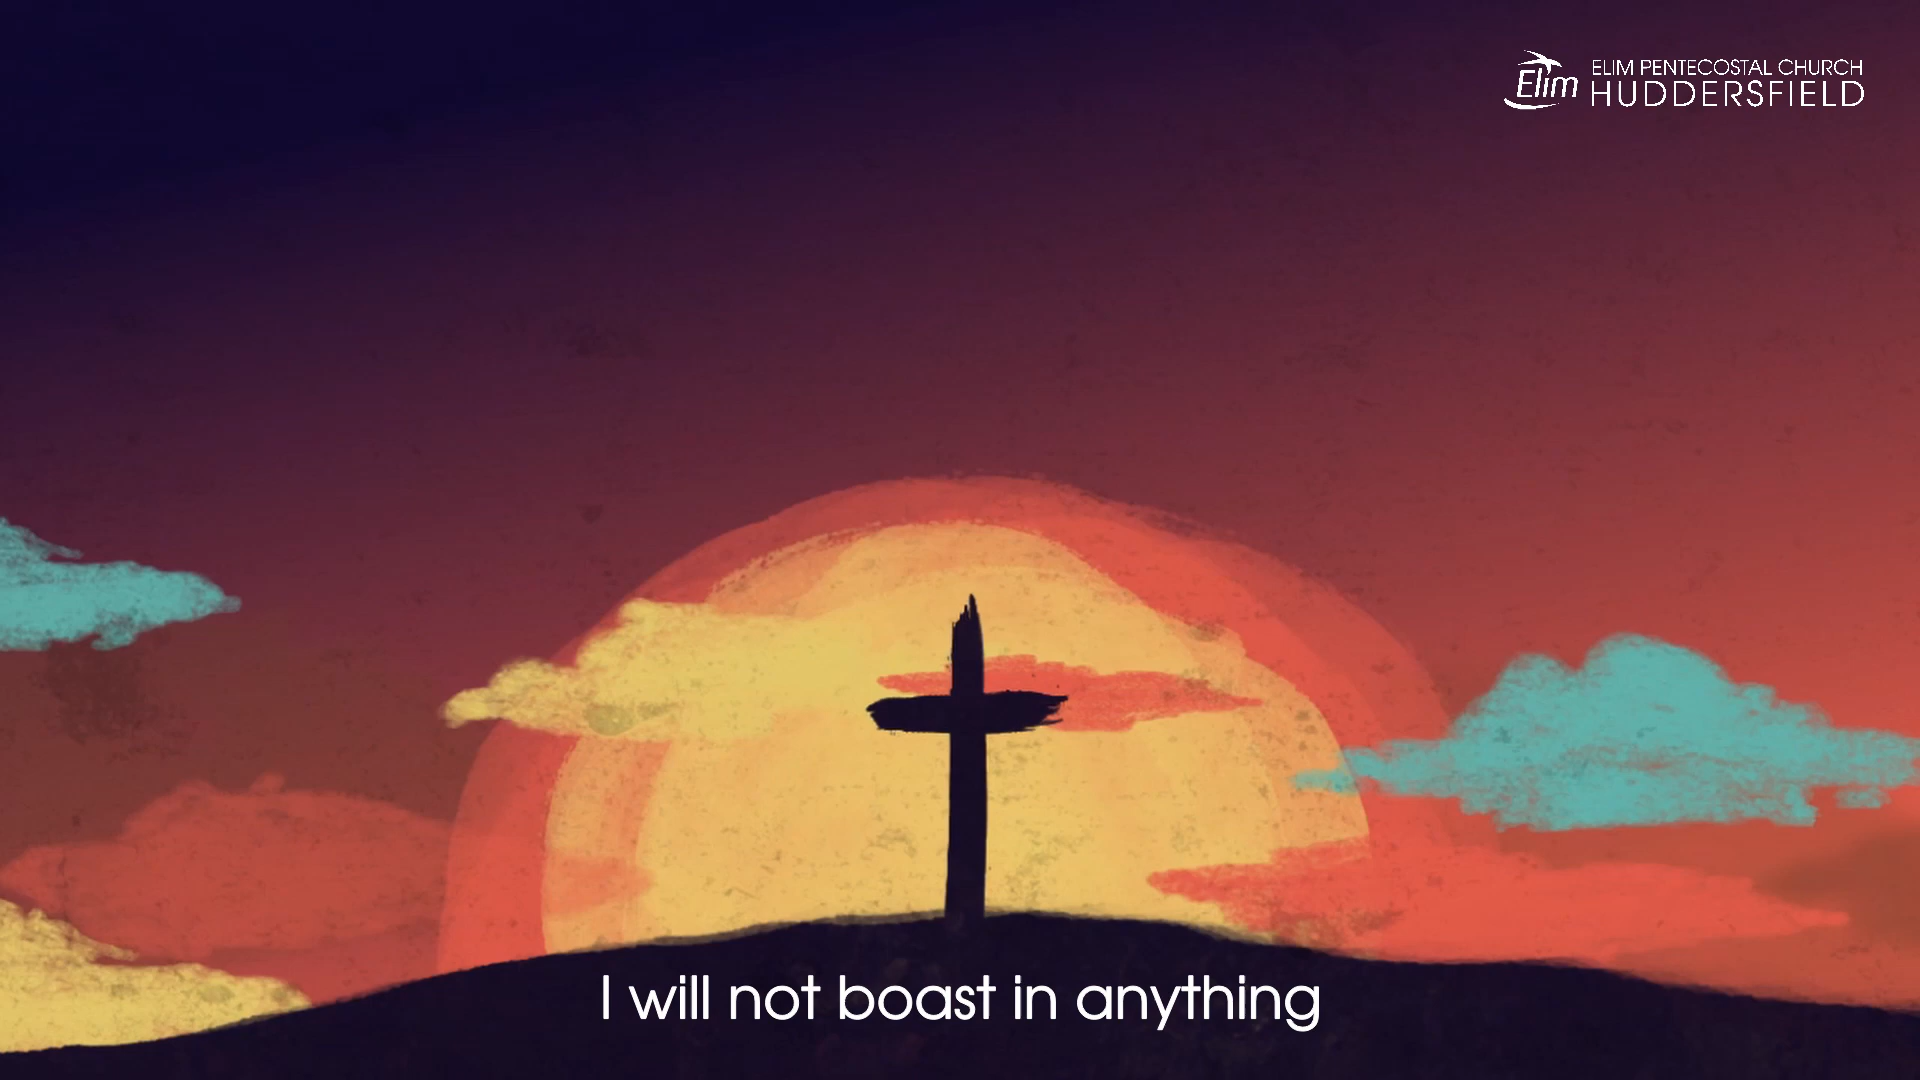 Elim
ELIM PENTECOSTAL CHURCH
HUDDERSFIELD
I will not boast in anything